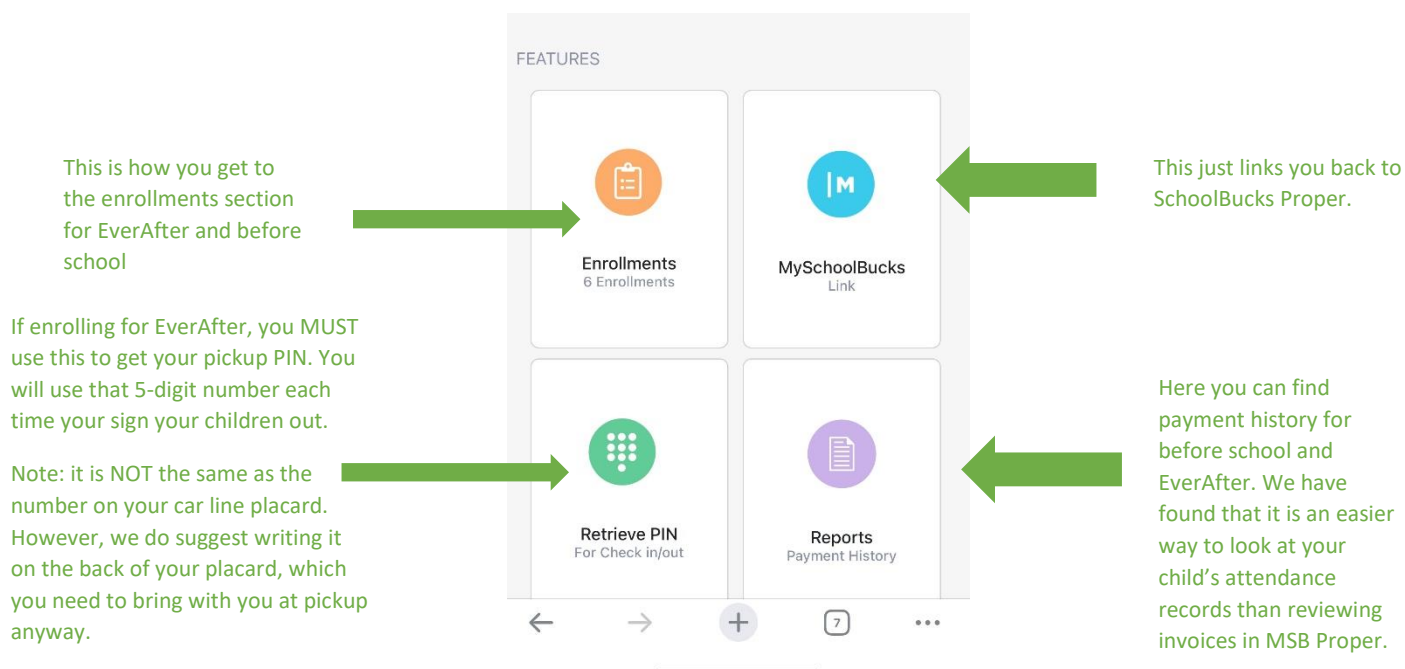 FEATURES
This is how you get to
the enrollments section
for EverAfter and before
school
If enrolling for EverAfter, you MUST
use this to get your pickup PIN. You
will use that 5-digit number each
time your sign your children out.
Note: it is NOT the same as the
number on your car line placard.
However, we do suggest writing it
on the back of your placard, which
you need to bring with you at pickup
anyway.
Enrollments
6 Enrollments
|M
MySchoolBucks
Link
Retrieve PIN
For Check in/out
Reports
Payment History
7
This just links you back to
SchoolBucks Proper.
Here you can find
payment history for
before school and
EverAfter. We have
found that it is an easier
way to look at your
child’s attendance
records than reviewing
invoices in MSB Proper.